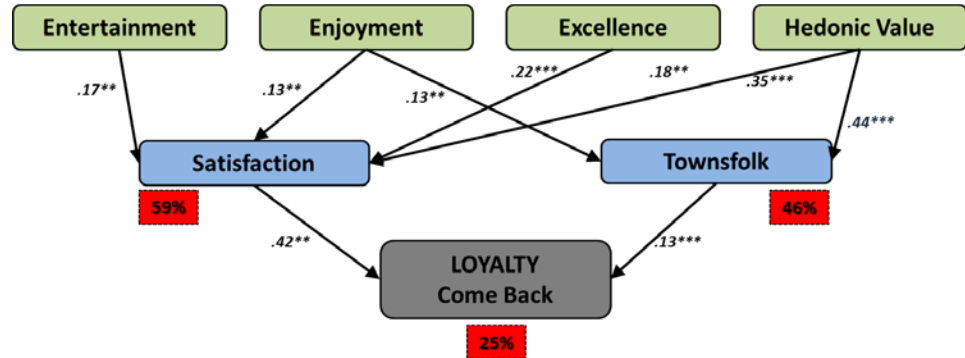 Entertainment
Enjoyment
Excellence
Hedonic Value
.17**
.13**
.13**
.22***
.18**
.35***
.44***
Satisfaction
Townsfolk
59%
46%
.42**
.13***
LOYALTY
Come Back
25%